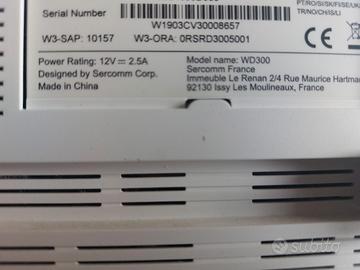 PT/RO/SI/SK/FI/SE/UK/
TR/NO/CH/IS/LI
Serial Number
W1903CV30008657
W3-SAP: 10157 W3-ORA: 0RSRD3005001
Power Rating: 12V ⎓ 2.5A
Designed by Sercomm Corp.
Made in China
Model Name: WD300
Sercomm France
Immeuble Le Renan 2/4 Rue Maurice Hartma
92130 Issy Les Moulineaux, France
CE
subito